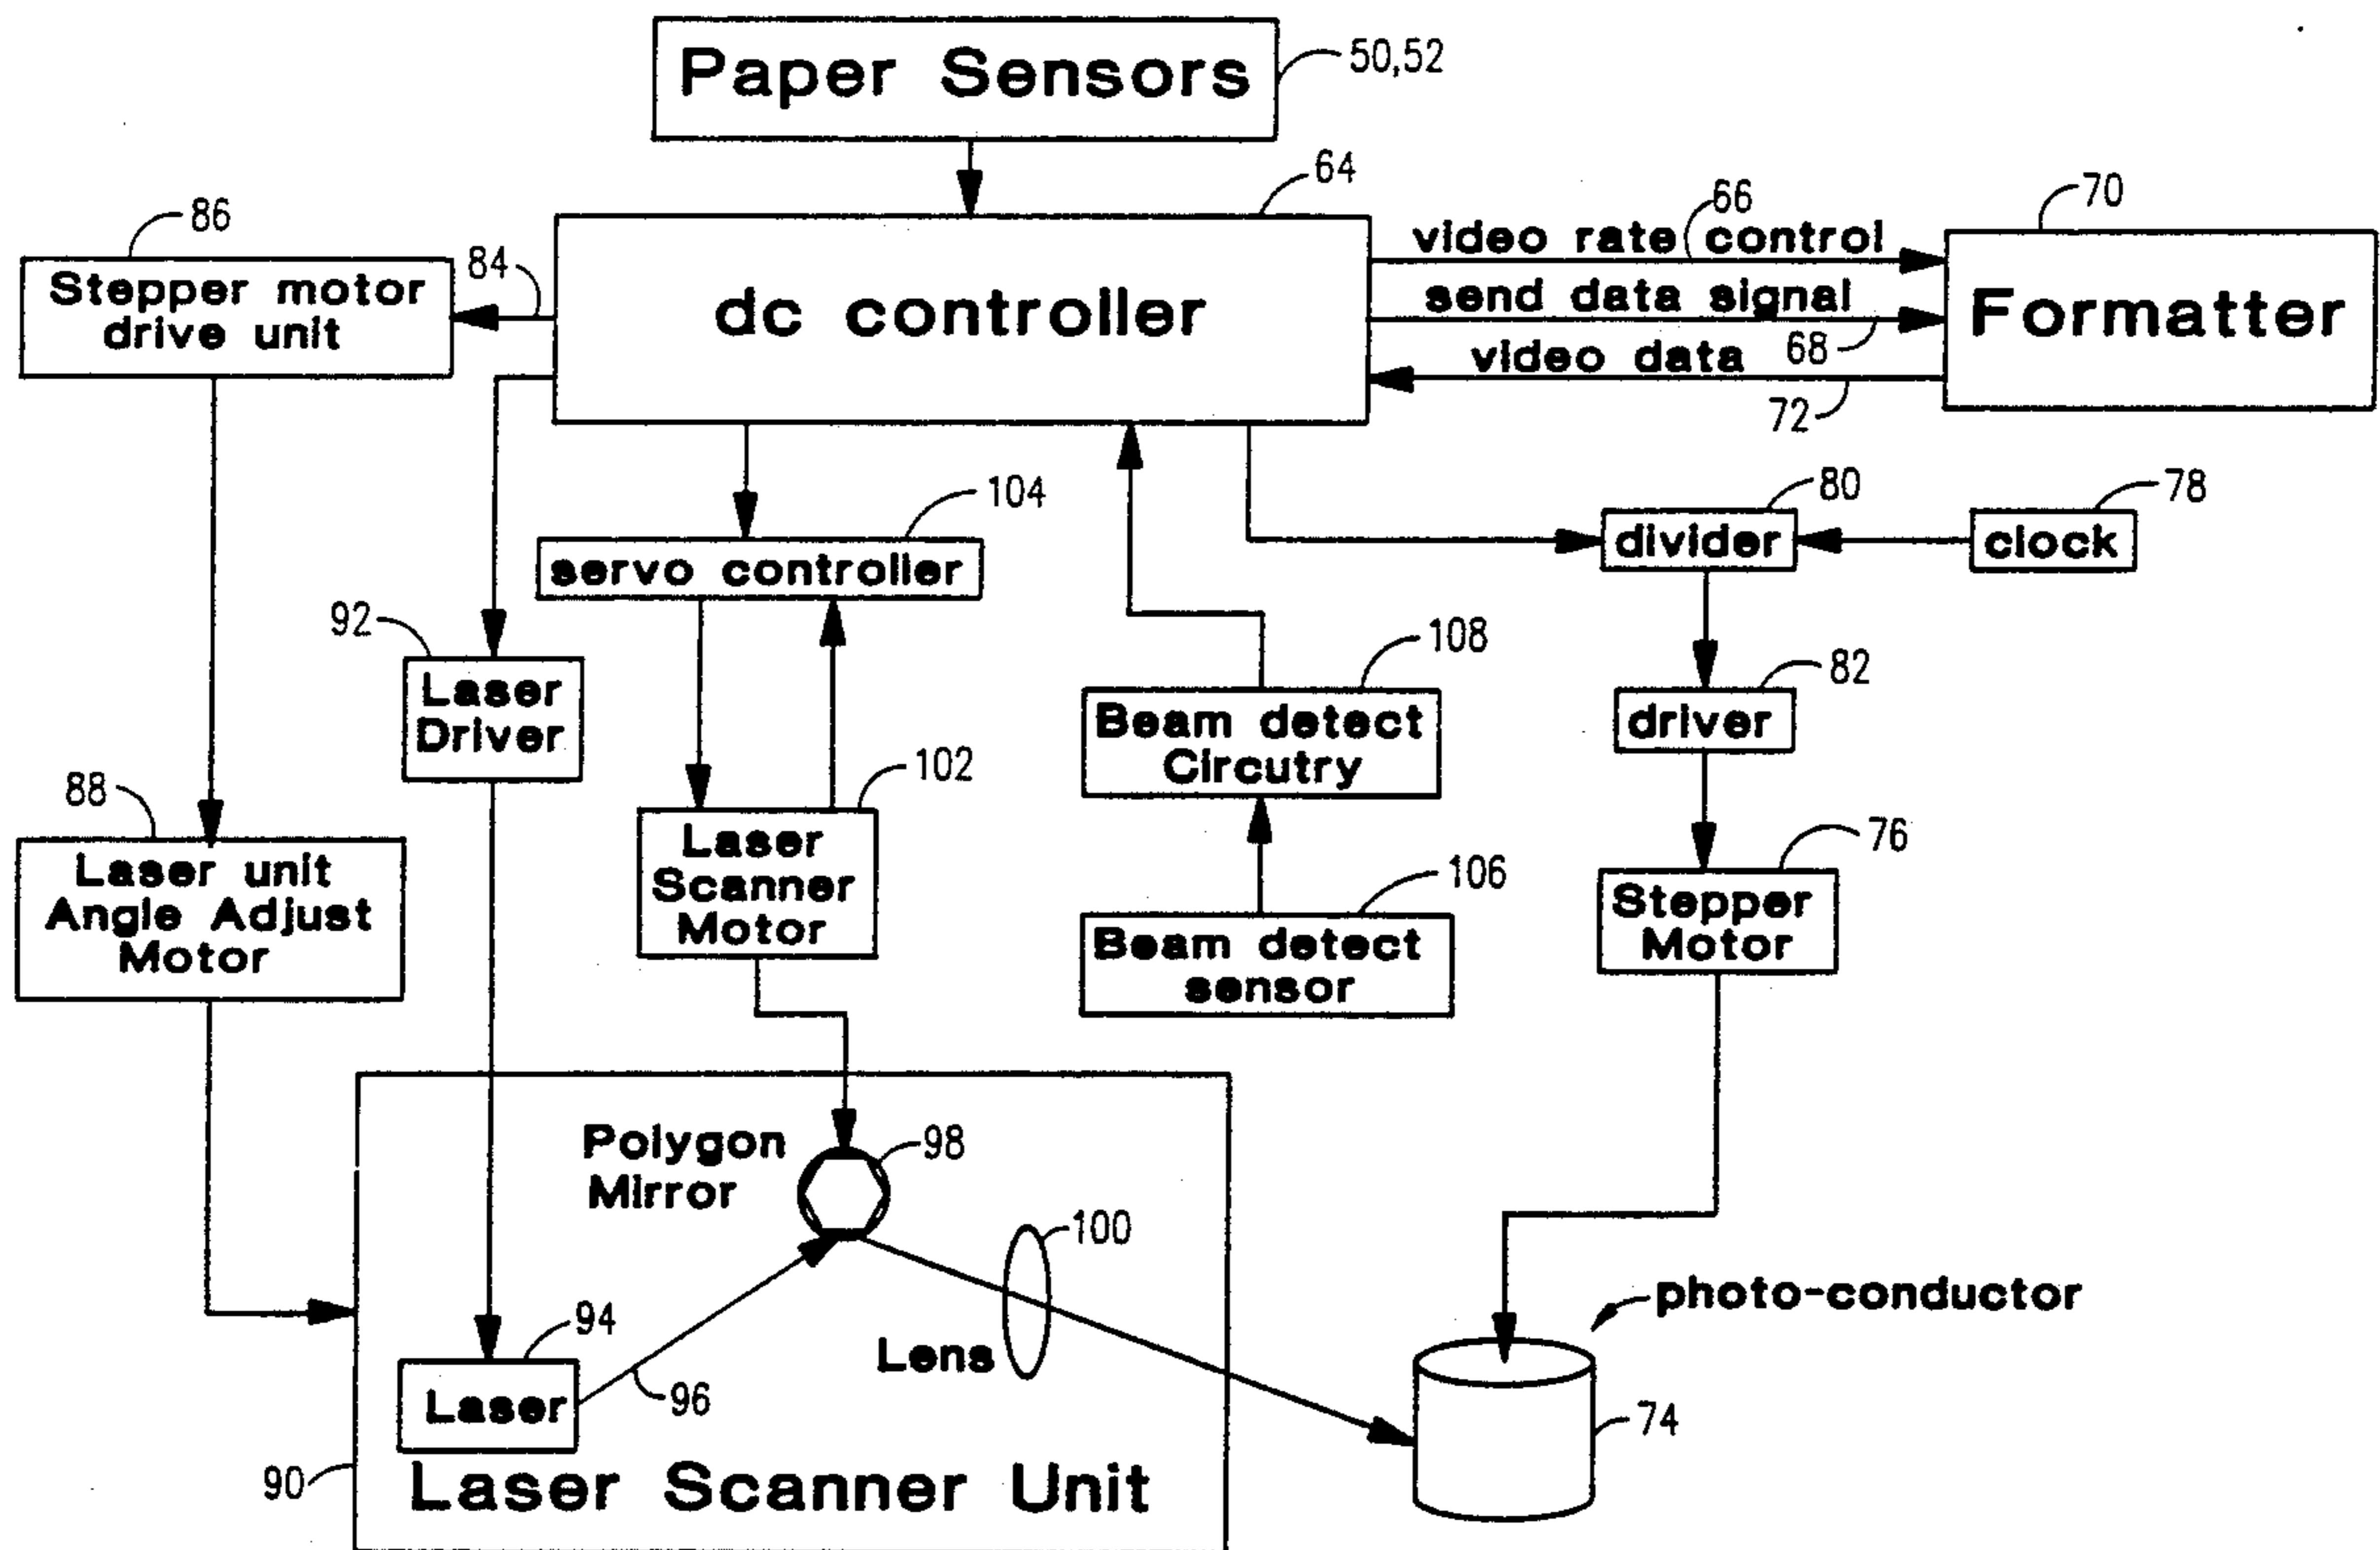 Paper Sensors
50,52
64
66
70
86
84
video rate control
Stepper motor
drive unit
dc controller
send data signal
Formatter
video data
68
72
104
80
78
servo controller
divider
clock
92
108
82
Laser
Driver
Beam detect
Circutry
driver
88
102
76
Laser unit
Angle Adjust
Motor
Laser
Scanner
Motor
106
Beam detect
sensor
Stepper
Motor
Polygon
Mirror
98
100
photo-conductor
94
Lens
Laser
96
74
90
Laser Scanner Unit